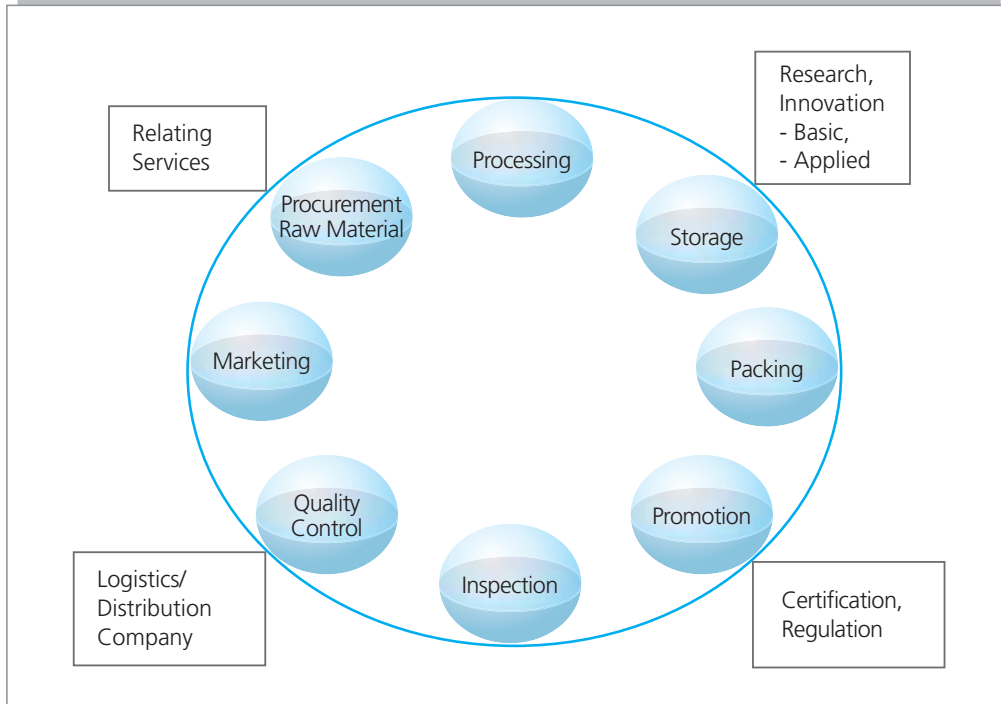 Relating
Services
Research,
Innovation
- Basic,
- Applied
Processing
Procurement
Raw Material
Storage
Marketing
Packing
Quality
Control
Promotion
Inspection
Logistics/
Distribution
Company
Certification,
Regulation